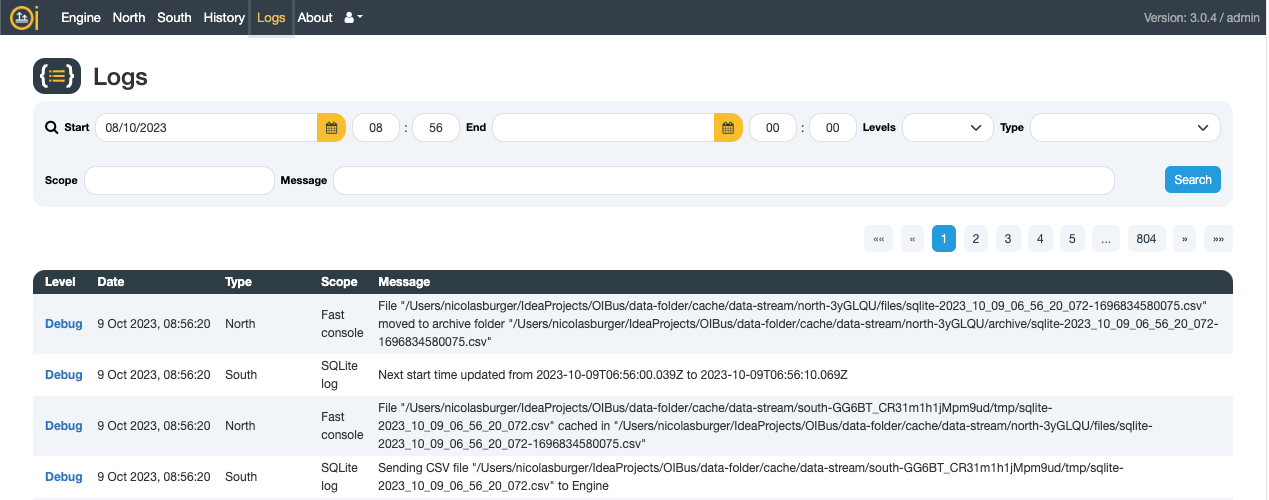 Engine North South History Logs About Version: 3.0.4 / admin
Logs
Start 08/10/2023 08 : 56 End 00 : 00 Levels Type
Scope Message Search
«« « 1 2 3 4 5 ... 804 » »»
Level Date Type Scope Message
File "/Users/nicolasburger/IdeaProjects/OIBus/data-folder/cache/data-stream/north-3yGLQU/files/sqlite-2023_10_09_06_56_20_072-1696834580075.csv"
Debug 9 Oct 2023, 08:56:20 North Fast console moved to archive folder "/Users/nicolasburger/IdeaProjects/OIBus/data-folder/cache/data-stream/north-3yGLQU/archive/sqlite-2023_10_09_06_56_20_072-
1696834580075.csv"
Debug 9 Oct 2023, 08:56:20 South SQLite log Next start time updated from 2023-10-09T06:56:00.039Z to 2023-10-09T06:56:10.069Z
File "/Users/nicolasburger/IdeaProjects/OIBus/data-folder/cache/data-stream/south-GG6BT_CR31m1h1jMpm9ud/tmp/sqlite-
Debug 9 Oct 2023, 08:56:20 North Fast console 2023_10_09_06_56_20_072.csv" cached in "/Users/nicolasburger/IdeaProjects/OIBus/data-folder/cache/data-stream/north-3yGLQU/files/sqlite-
2023_10_09_06_56_20_072-1696834580075.csv"
Debug 9 Oct 2023, 08:56:20 South SQLite log Sending CSV file "/Users/nicolasburger/IdeaProjects/OIBus/data-folder/cache/data-stream/south-GG6BT_CR31m1h1jMpm9ud/tmp/sqlite-
2023_10_09_06_56_20_072.csv" to Engine